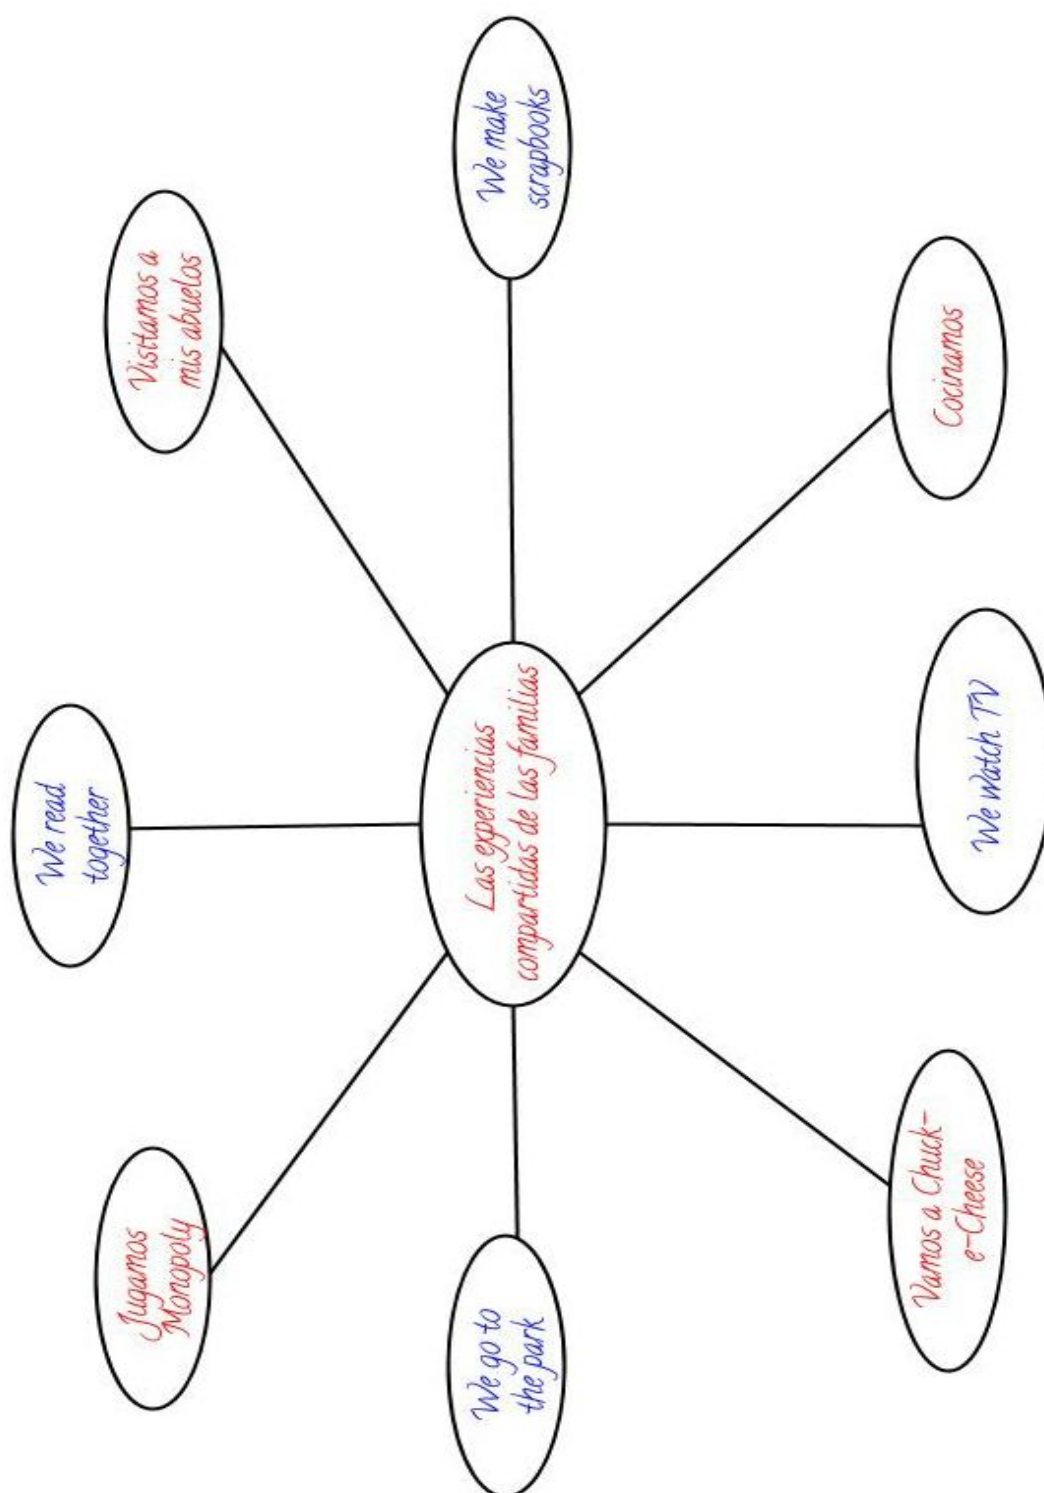 We read
together
Jugamos
Monopoly
Visitamos a
mis abuelos
We go to
the park
Las experiencias
compartidas de las familias
We make
scrapbooks
Vamos a Chuck-
e-Cheese
We watch TV
Cocinamos